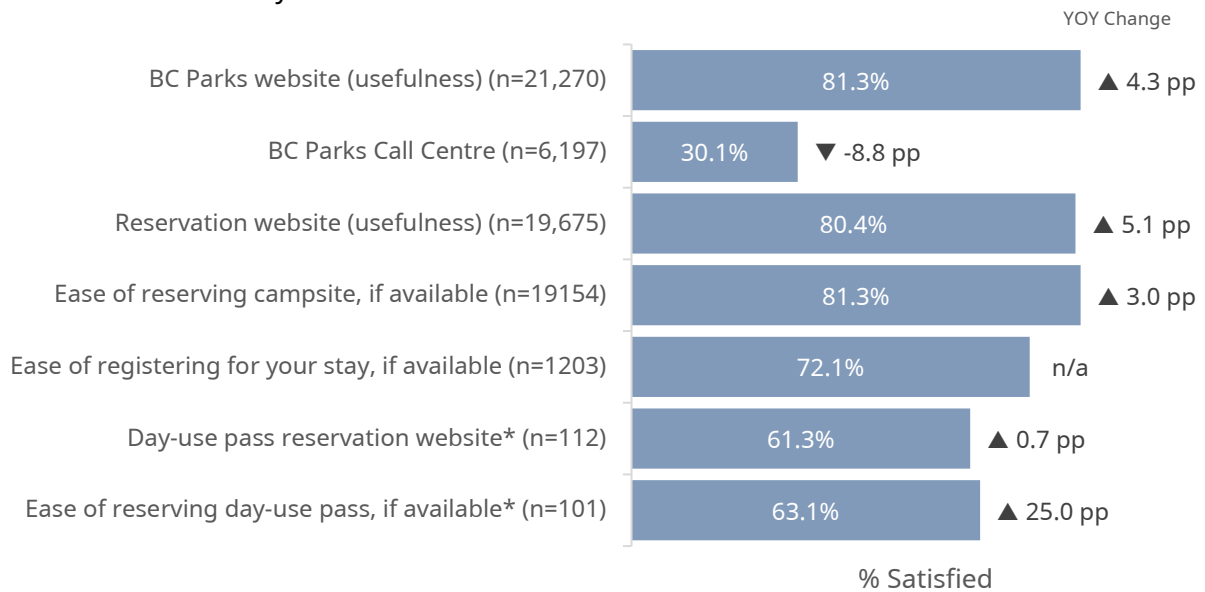 YOY Change
BC Parks website (usefulness) (n=21,270) 81.3% ▲ 4.3 pp
BC Parks Call Centre (n=6,197) 30.1% ▼ -8.8 pp
Reservation website (usefulness) (n=19,675) 80.4% ▲ 5.1 pp
Ease of reserving campsite, if available (n=19154) 81.3% ▲ 3.0 pp
Ease of registering for your stay, if available (n=1203) 72.1% n/a
Day-use pass reservation website* (n=112) 61.3% ▲ 0.7 pp
Ease of reserving day-use pass, if available* (n=101) 63.1% ▲ 25.0 pp
% Satisfied